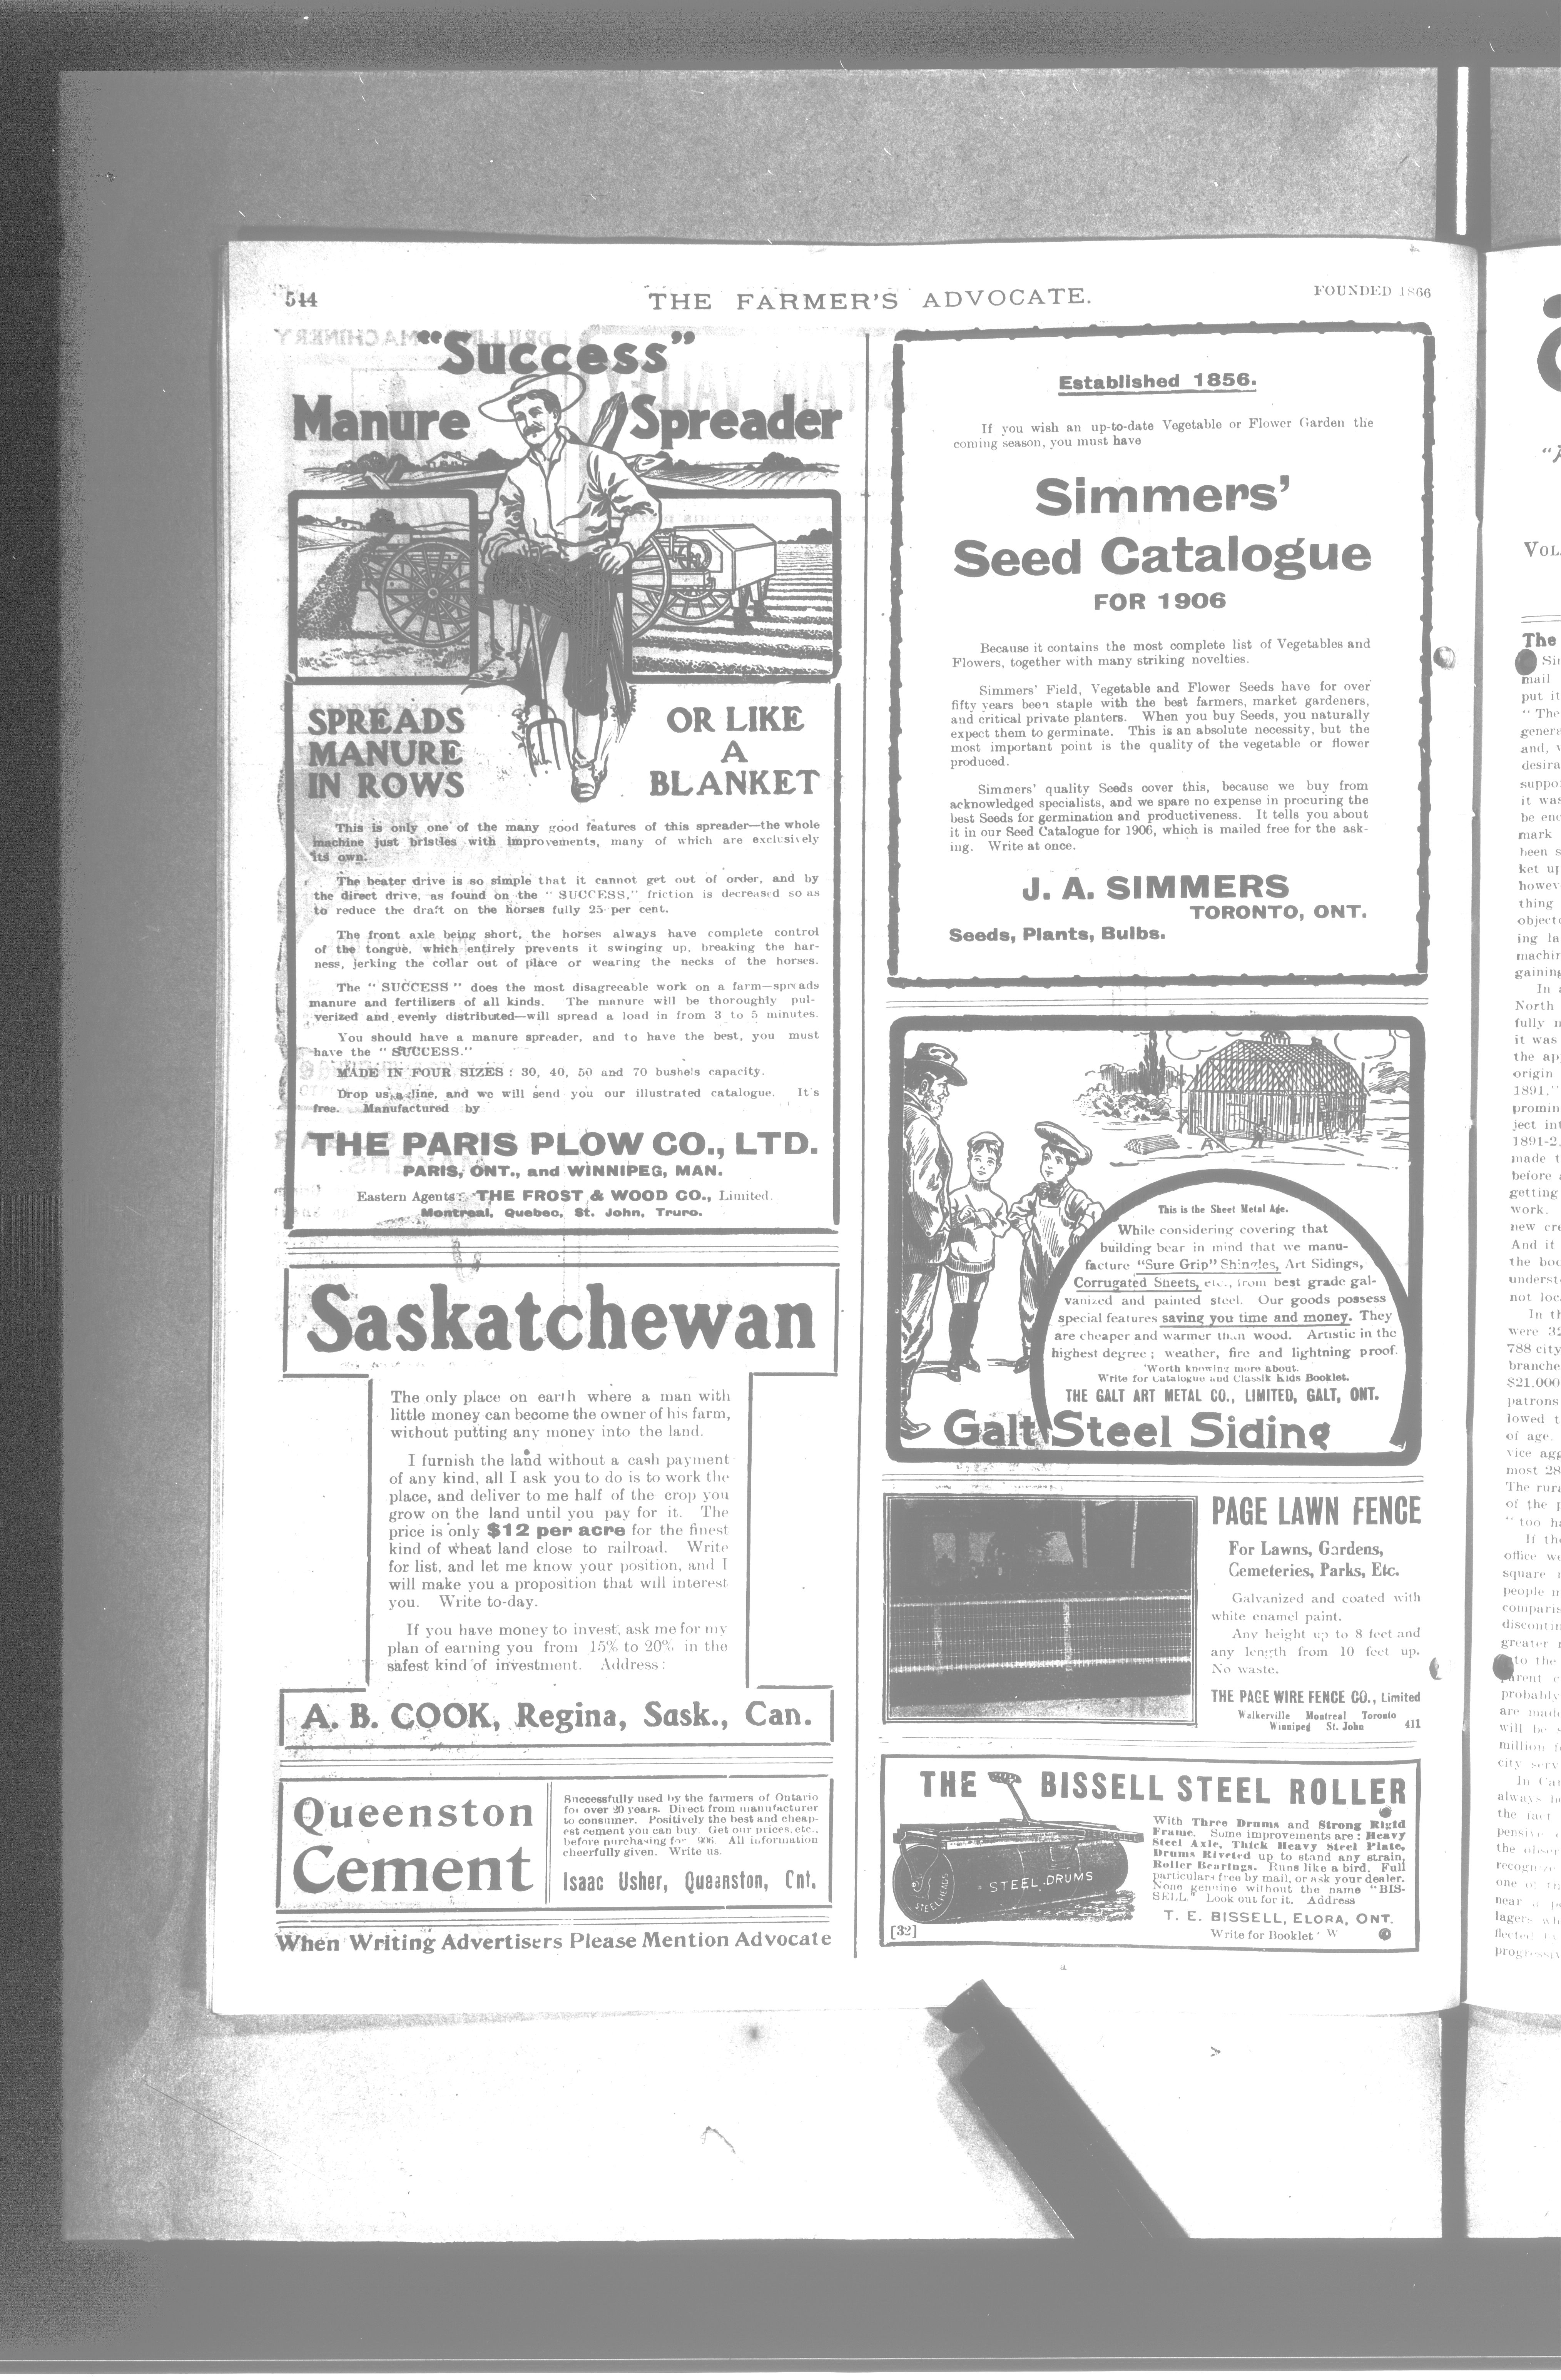 544
THE FARMER'S ADVOCATE.
FOUNDED 1866
"Success"
Manure Spreader
SPREADS
MANURE
IN ROWS
OR LIKE
A
BLANKET
This is only one of the many good features of this spreader—the whole
machine just bristles with improvements, many of which are exclusively
its own.
The beater drive is so simple that it cannot get out of order, and by
the direct drive, as found on the "SUCCESS," friction is decreased so as
to reduce the draft on the horses fully 25 per cent.
The front axle being short, the horses always have complete control
of the tongue, which entirely prevents it swinging up, breaking the har-
ness, jerking the collar out of place or wearing the necks of the horses.
The "SUCCESS" does the most disagreeable work on a farm—spreads
manure and fertilizers of all kinds. The manure will be thoroughly pul-
verized and evenly distributed—will spread a load in from 3 to 5 minutes.
You should have a manure spreader, and to have the best, you must
have the "SUCCESS."
MADE IN FOUR SIZES: 30, 40, 50 and 70 bushels capacity.
Drop us a line, and we will send you our illustrated catalogue. It's
free. Manufactured by
THE PARIS PLOW CO., LTD.
PARIS, ONT., and WINNIPEG, MAN.
Eastern Agents: THE FROST & WOOD CO., Limited.
Montreal, Quebec, St. John, Truro.
Saskatchewan
The only place on earth where a man with
little money can become the owner of his farm,
without putting any money into the land.
I furnish the land without a cash payment
of any kind, all I ask you to do is to work the
place, and deliver to me half of the crop you
grow on the land until you pay for it. The
price is only $12 per acre for the finest
kind of wheat land close to railroad. Write
for list, and let me know your position, and I
will make you a proposition that will interest
you. Write to-day.
If you have money to invest, ask me for my
plan of earning you from 15% to 20% in the
safest kind of investment. Address:
A. B. COOK, Regina, Sask., Can.
Queenston
Cement
Successfully used by the farmers of Ontario
for over 20 years. Direct from manufacturer
to consumer. Positively the best and cheap-
est cement you can buy. Get our prices, etc.,
before purchasing for 906. All information
cheerfully given. Write us.
Isaac Usher, Queenston, Ont.
When Writing Advertisers Please Mention Advocate
Established 1856.
If you wish an up-to-date Vegetable or Flower Garden the
coming season, you must have
Simmers'
Seed Catalogue
FOR 1906
Because it contains the most complete list of Vegetables and
Flowers, together with many striking novelties.
Simmers' Field, Vegetable and Flower Seeds have for over
fifty years been staple with the best farmers, market gardeners,
and critical private planters. When you buy Seeds, you naturally
expect them to germinate. This is an absolute necessity, but the
most important point is the quality of the vegetable or flower
produced.
Simmers' quality Seeds cover this, because we buy from
acknowledged specialists, and we spare no expense in procuring the
best Seeds for germination and productiveness. It tells you about
it in our Seed Catalogue for 1906, which is mailed free for the ask-
ing. Write at once.
J. A. SIMMERS
TORONTO, ONT.
Seeds, Plants, Bulbs.
This is the Sheet Metal Age.
While considering covering that
building bear in mind that we manu-
facture "Sure Grip" Shingles, Art Sidings,
Corrugated Sheets, etc., from best grade gal-
vanized and painted steel. Our goods possess
special features saving you time and money. They
are cheaper and warmer than wood. Artistic in the
highest degree; weather, fire and lightning proof.
Worth knowing more about.
Write for Catalogue and Classik Kids Booklet.
THE GALT ART METAL CO., LIMITED, GALT, ONT.
Galt Steel Siding
PAGE LAWN FENCE
For Lawns, Gardens,
Cemeteries, Parks, Etc.
Galvanized and coated with
white enamel paint.
Any height up to 8 feet and
any length from 10 feet up.
No waste.
THE PAGE WIRE FENCE CO., Limited
Walkerville Montreal Toronto
Winnipeg St. John 411
THE BISSELL STEEL ROLLER
STEEL HEADS
STEEL DRUMS
With Three Drums and Strong Rigid
Frame. Some improvements are: Heavy
Steel Axle, Thick Heavy Steel Plate,
Drums Riveted up to stand any strain,
Roller Bearings. Runs like a bird. Full
particulars free by mail, or ask your dealer.
None genuine without the name "BIS-
SELL." Look out for it. Address
T. E. BISSELL, ELORA, ONT.
[32]
Write for Booklet W